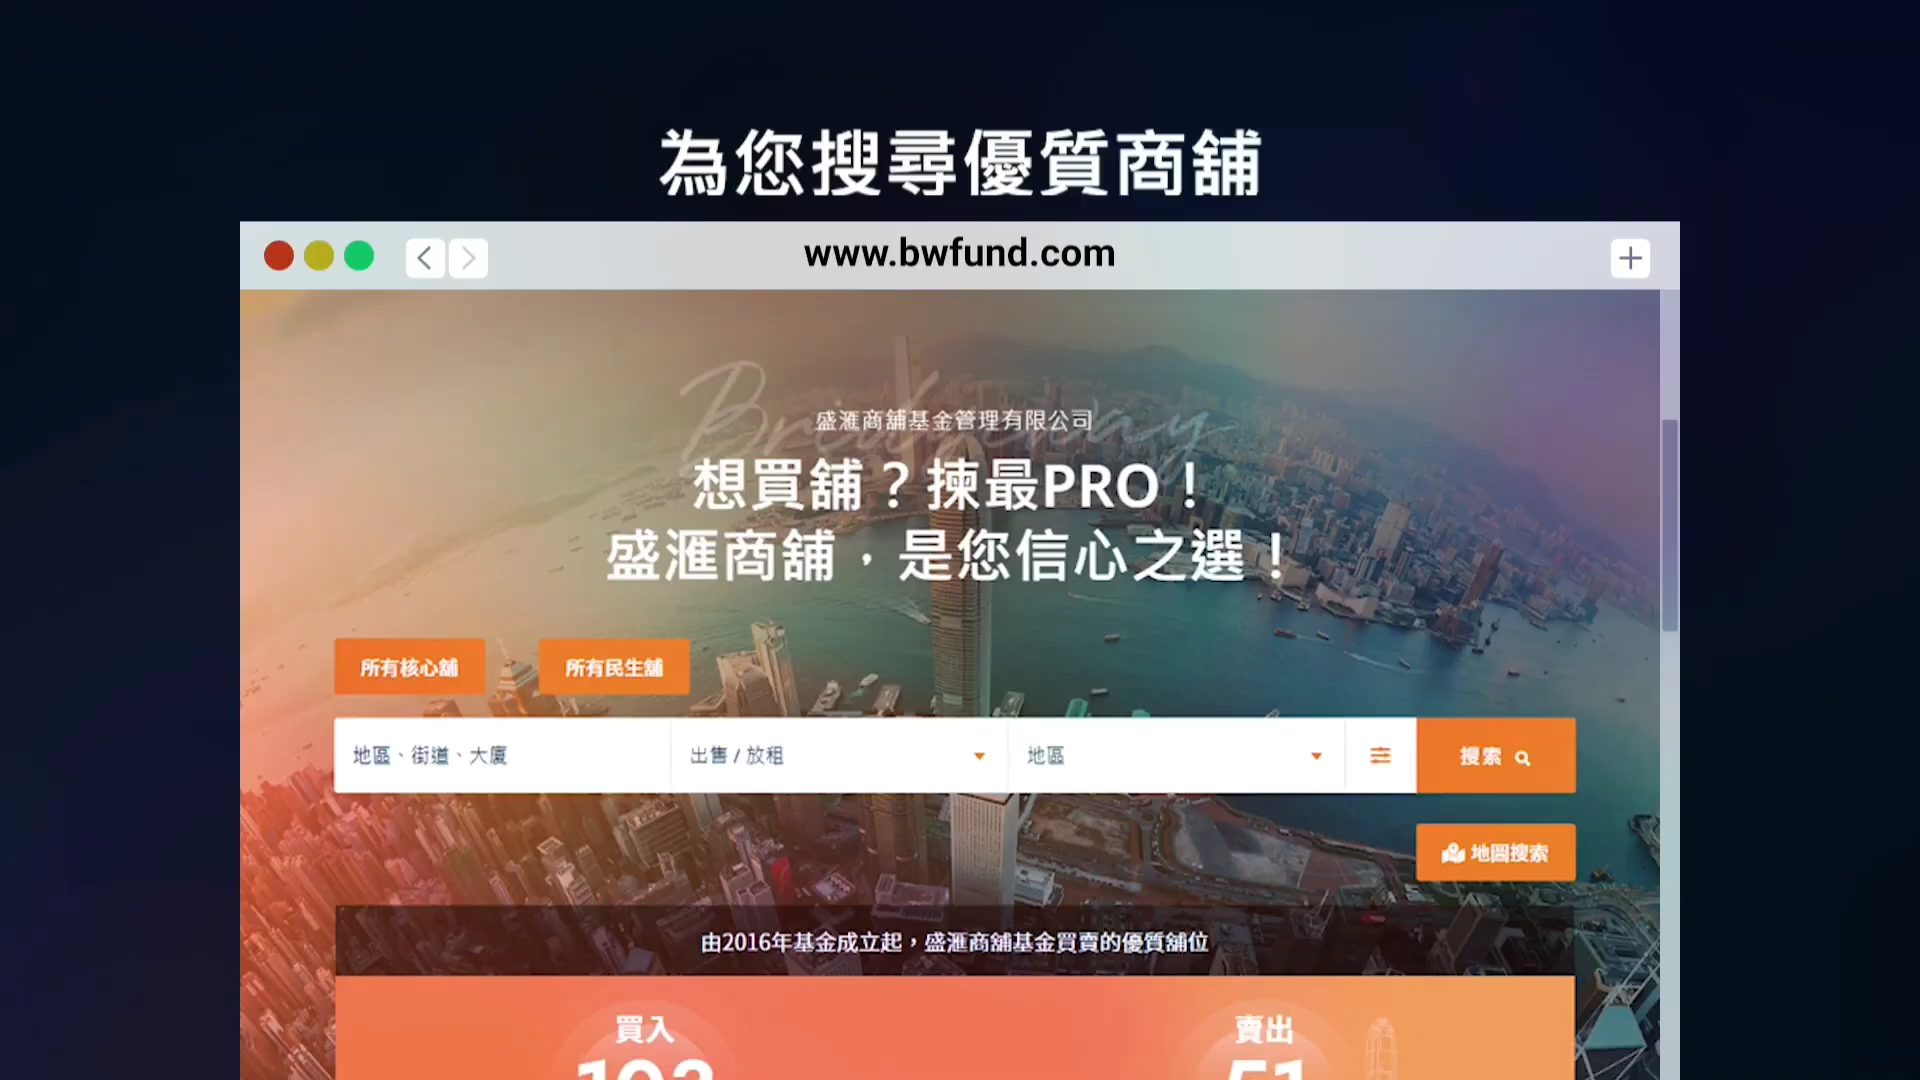 為您搜尋優質商舖
www.bwfund.com
Bridgeway
盛滙商舖基金管理有限公司
想買舖？揀最PRO！
盛滙商舖，是您信心之選！
所有核心舖
所有民生舖
地區、街道、大廈
出售 / 放租
地區
搜索
地圖搜索
由2016年基金成立起，盛滙商舖基金買賣的優質舖位
買入
賣出
51